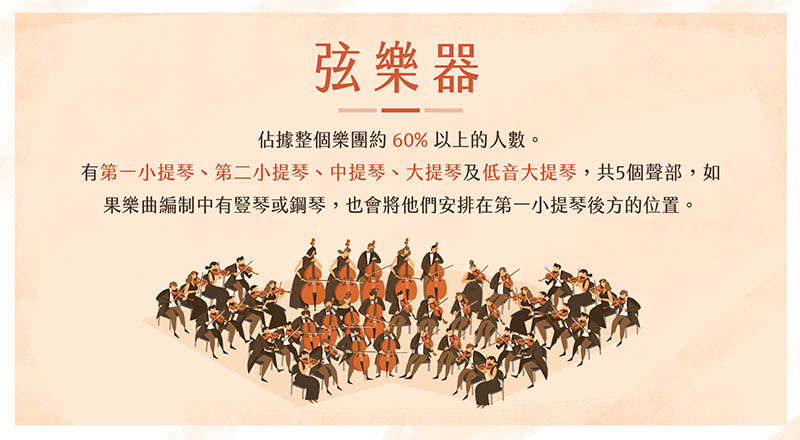 弦樂器
佔據整個樂團約 60% 以上的人數。
有第一小提琴、第二小提琴、中提琴、大提琴及低音大提琴，共5個聲部，如
果樂曲編制中有豎琴或鋼琴，也會將他們安排在第一小提琴後方的位置。